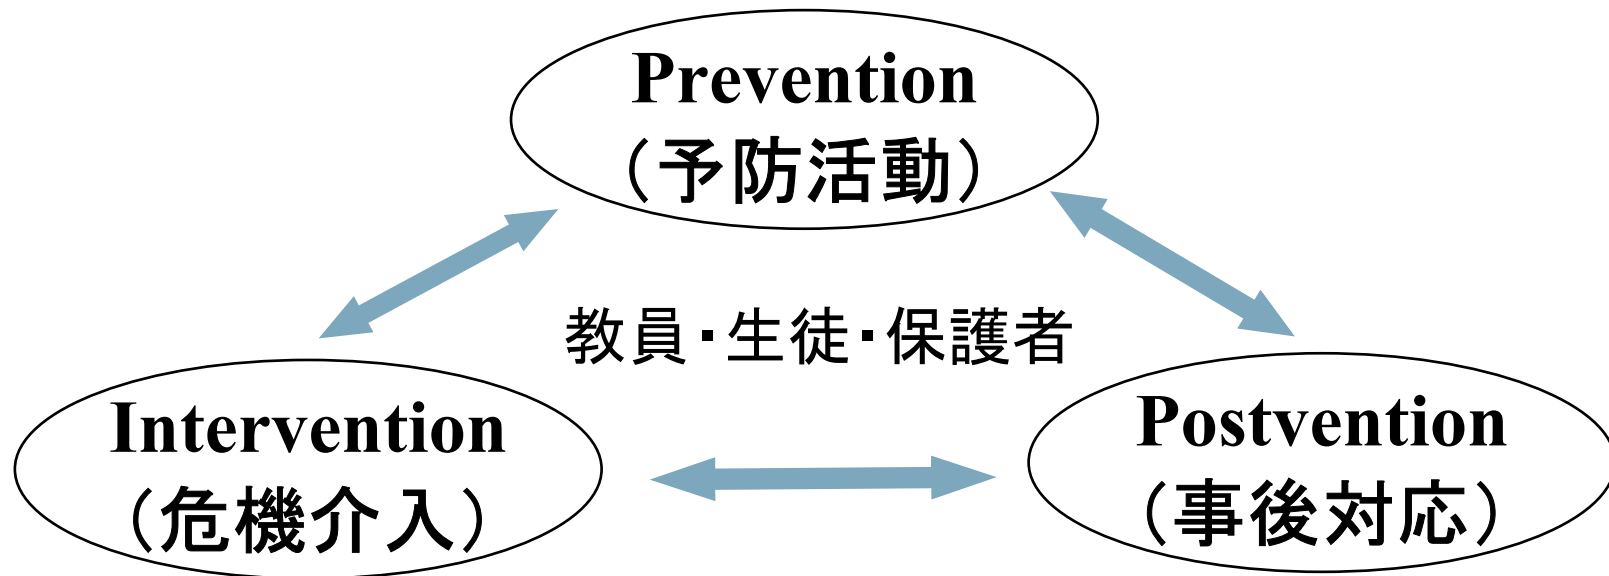 Prevention
（予防活動）
教員・生徒・保護者
Intervention
（危機介入）
Postvention
（事後対応）